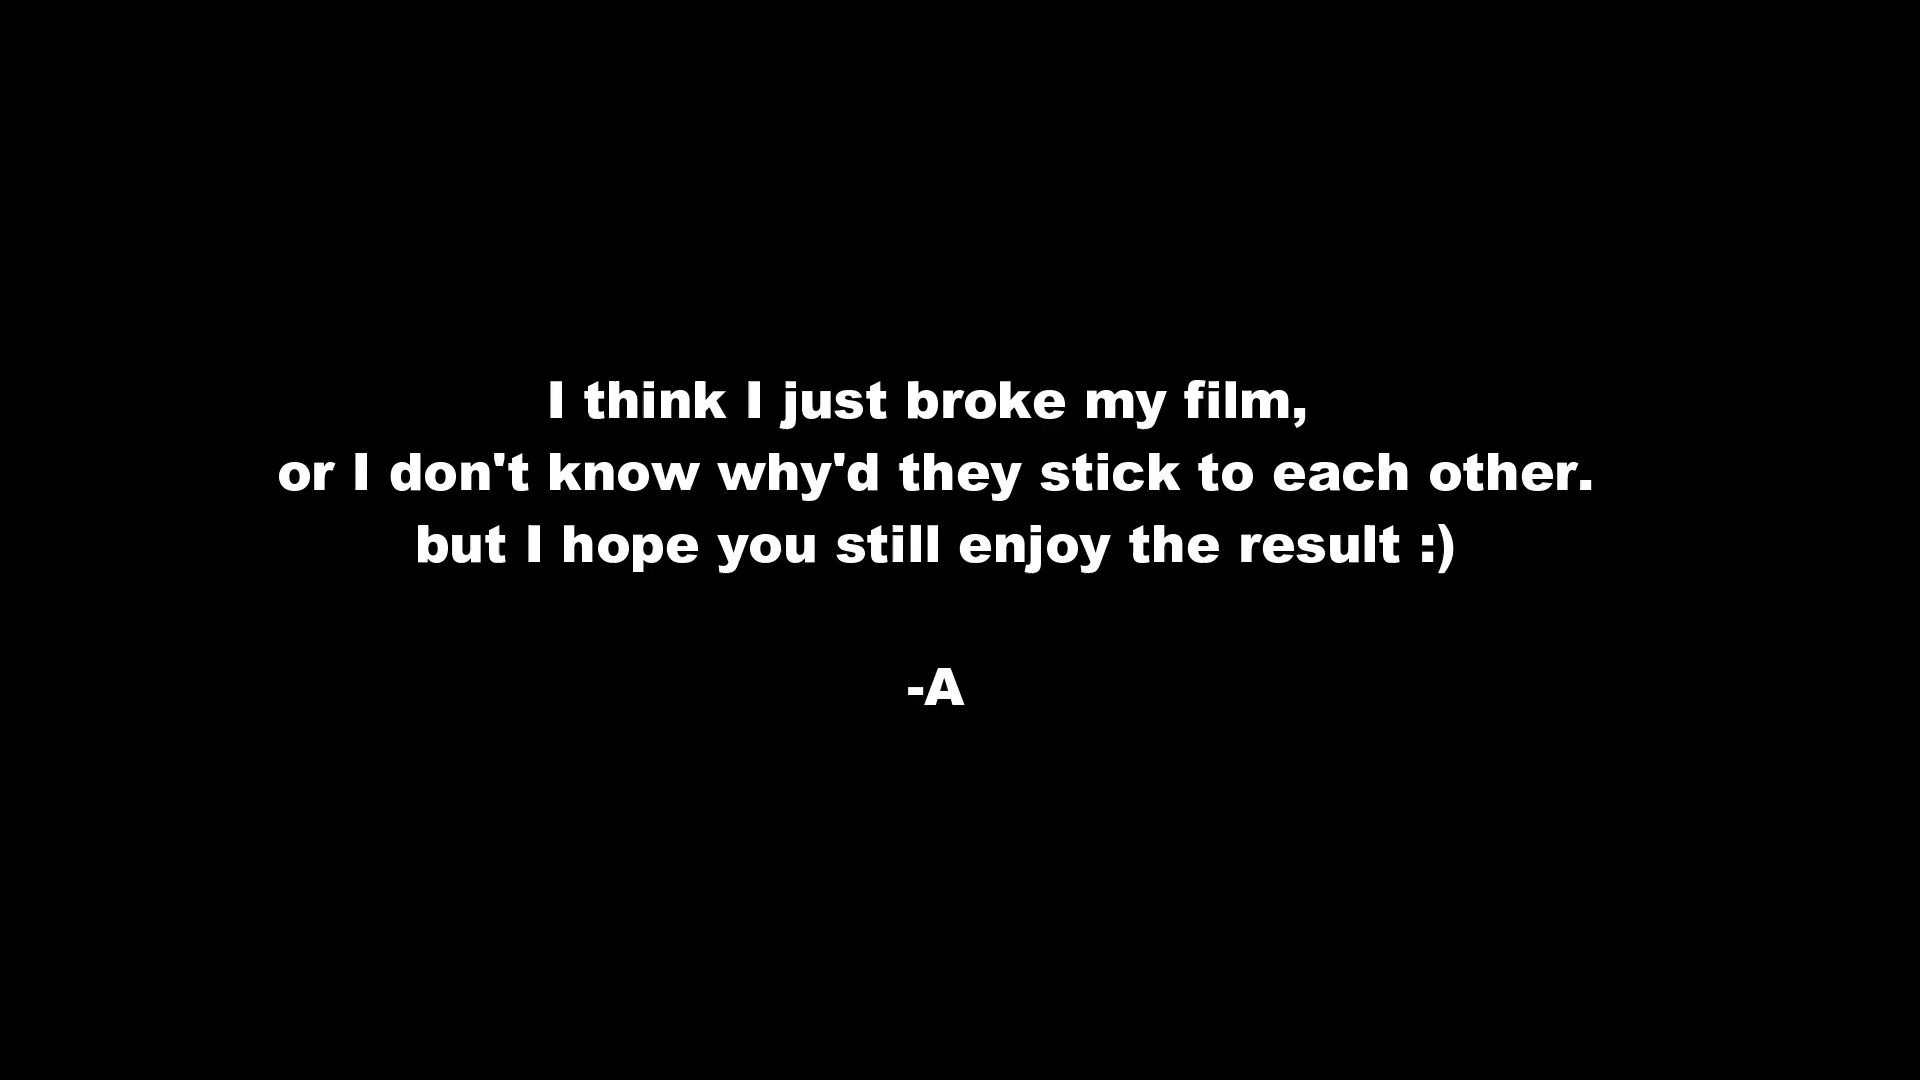 I think I just broke my film,
or I don't know why'd they stick to each other.
but I hope you still enjoy the result :)
-A